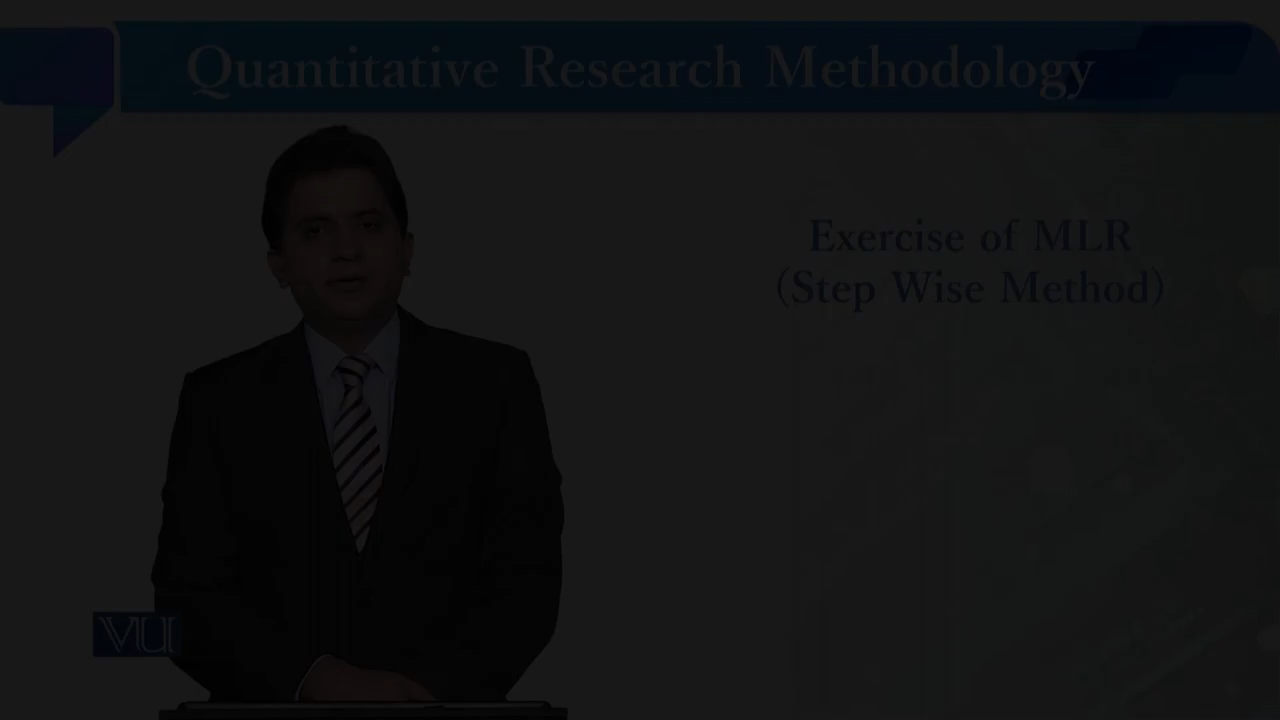 Quantitative Research Methodology
Exercise of MLR
(Step Wise Method)
VU